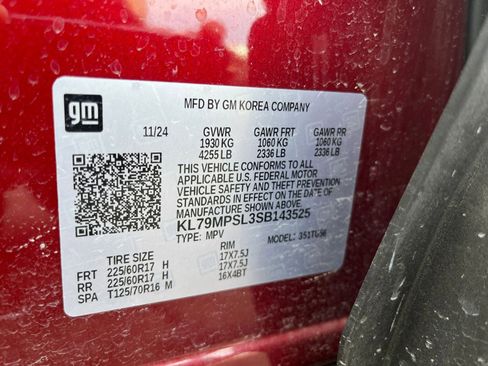 gm
MFD BY GM KOREA COMPANY
11/24 GVWR GAWR FRT GAWR RR
1930 KG 1060 KG 1060 KG
4255 LB 2336 LB 2336 LB
THIS VEHICLE CONFORMS TO ALL
APPLICABLE U.S. FEDERAL MOTOR
VEHICLE SAFETY AND THEFT PREVENTION
STANDARDS IN EFFECT ON THE DATE OF
MANUFACTURE SHOWN ABOVE.
KL79MPSL3SB143525
TYPE: MPV MODEL:
TIRE SIZE RIM
FRT 225/60R17 H 17X7.5J
RR 225/60R17 H 17X7.5J
SPA T125/70R16 M 16X4BT